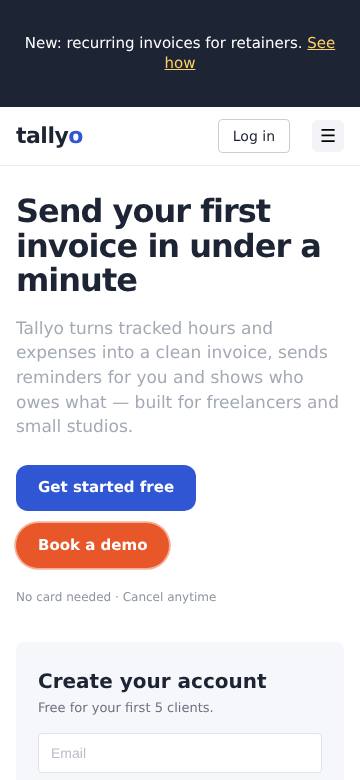 New: recurring invoices for retainers. See
how
tallyo
Log in
☰
Send your first
invoice in under a
minute
Tallyo turns tracked hours and
expenses into a clean invoice, sends
reminders for you and shows who
owes what — built for freelancers and
small studios.
Get started free
Book a demo
No card needed · Cancel anytime
Create your account
Free for your first 5 clients.
Email